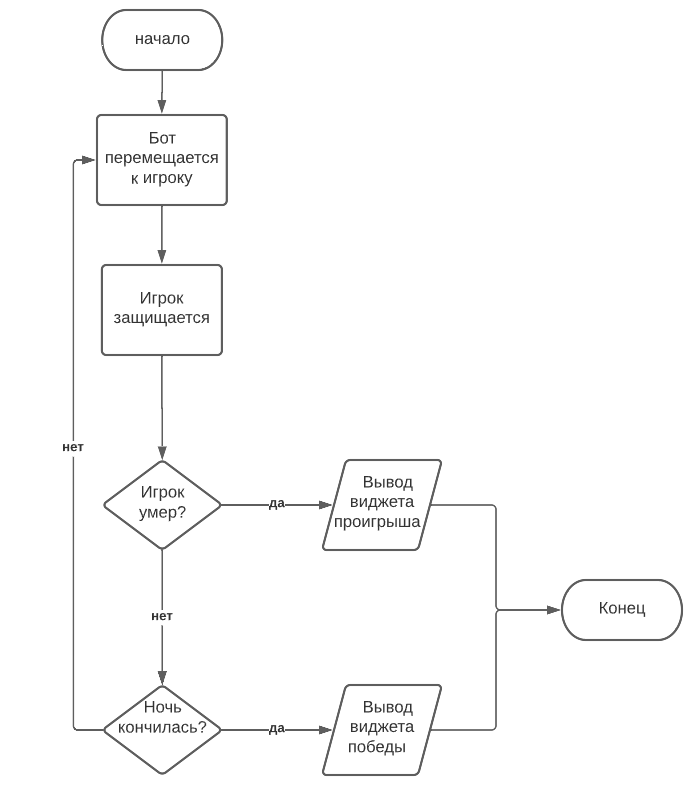 начало
Бот
перемещается
к игроку
Игрок
защищается
нет
Игрок
умер?
да
Вывод
виджета
проигрыша
Конец
нет
Ночь
кончилась?
да
Вывод
виджета
победы